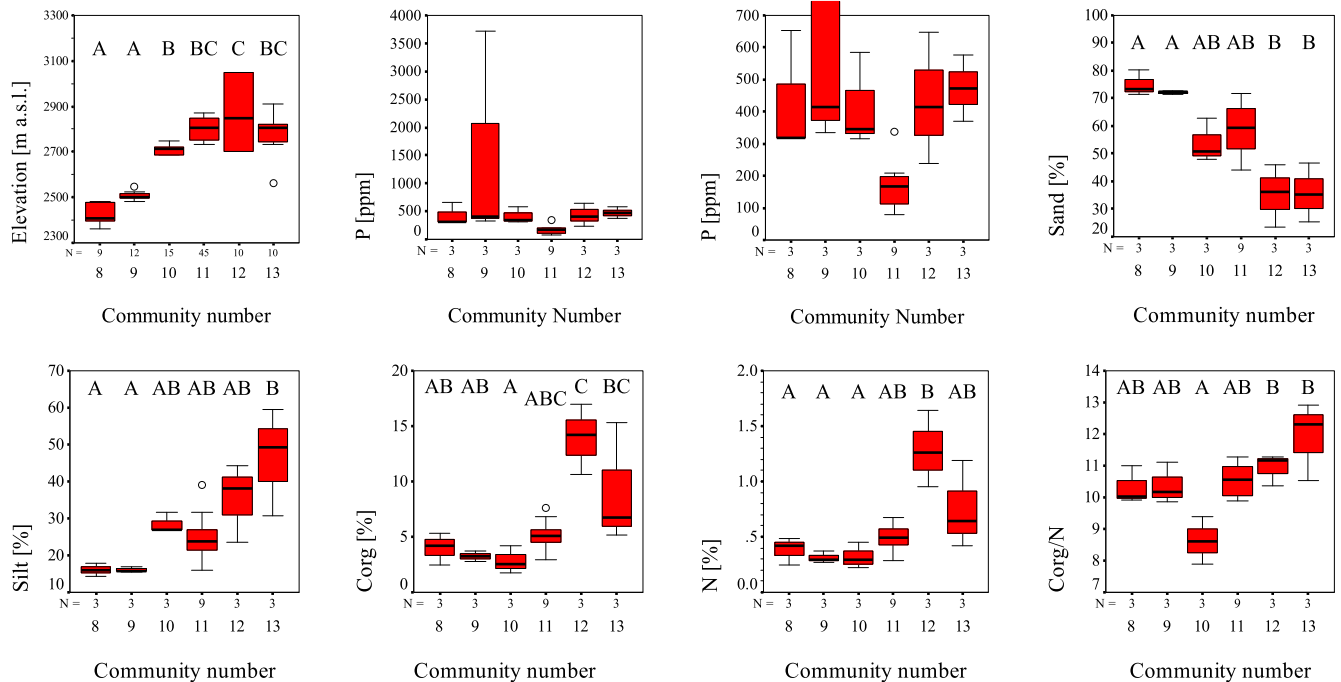 Elevation [m a.s.l.]
3300
3100
2900
2700
2500
2300
A A B BC C BC
N = 9 12 15 45 10 10
8 9 10 11 12 13
Community number
P [ppm]
4000
3500
3000
2500
2000
1500
1000
500
0
N = 3 3 3 9 3 3
8 9 10 11 12 13
Community Number
P [ppm]
700
600
500
400
300
200
100
0
N = 3 3 3 9 3 3
8 9 10 11 12 13
Community Number
Sand [%]
100
90
80
70
60
50
40
30
20
A A AB AB B B
N = 3 3 3 9 3 3
8 9 10 11 12 13
Community number
Silt [%]
70
60
50
40
30
20
10
A A AB AB AB B
N = 3 3 3 9 3 3
8 9 10 11 12 13
Community number
Corg [%]
20
15
10
5
0
AB AB A ABC C BC
N = 3 3 3 9 3 3
8 9 10 11 12 13
Community number
N [%]
2.0
1.5
1.0
.5
0.0
A A A AB B AB
N = 3 3 3 9 3 3
8 9 10 11 12 13
Community number
Corg/N
14
13
12
11
10
9
8
7
AB AB A AB B B
N = 3 3 3 9 3 3
8 9 10 11 12 13
Community number